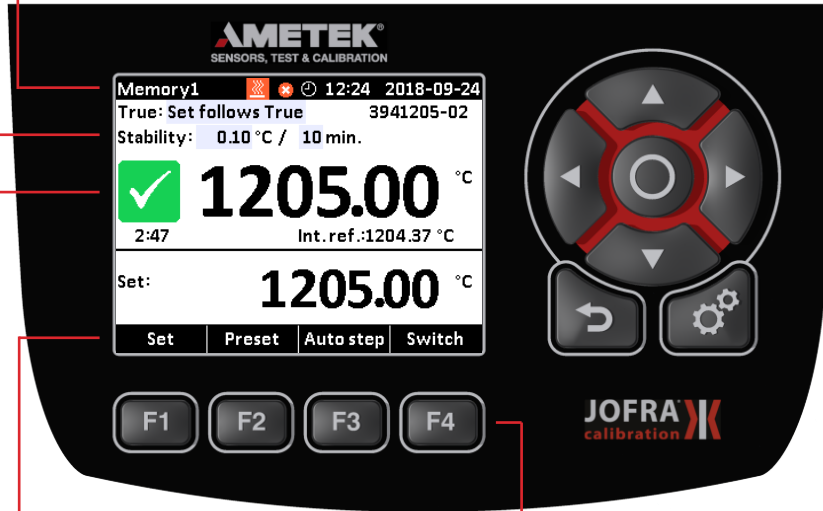 AMETEK®
SENSORS, TEST & CALIBRATION
Memory1 12:24 2018-09-24
True: Set follows True 3941205-02
Stability: 0.10 °C / 10 min.
1205.00 °C
2:47 Int. ref.:1204.37 °C
Set: 1205.00 °C
Set Preset Auto step Switch
F1 F2 F3 F4
JOFRA
calibration